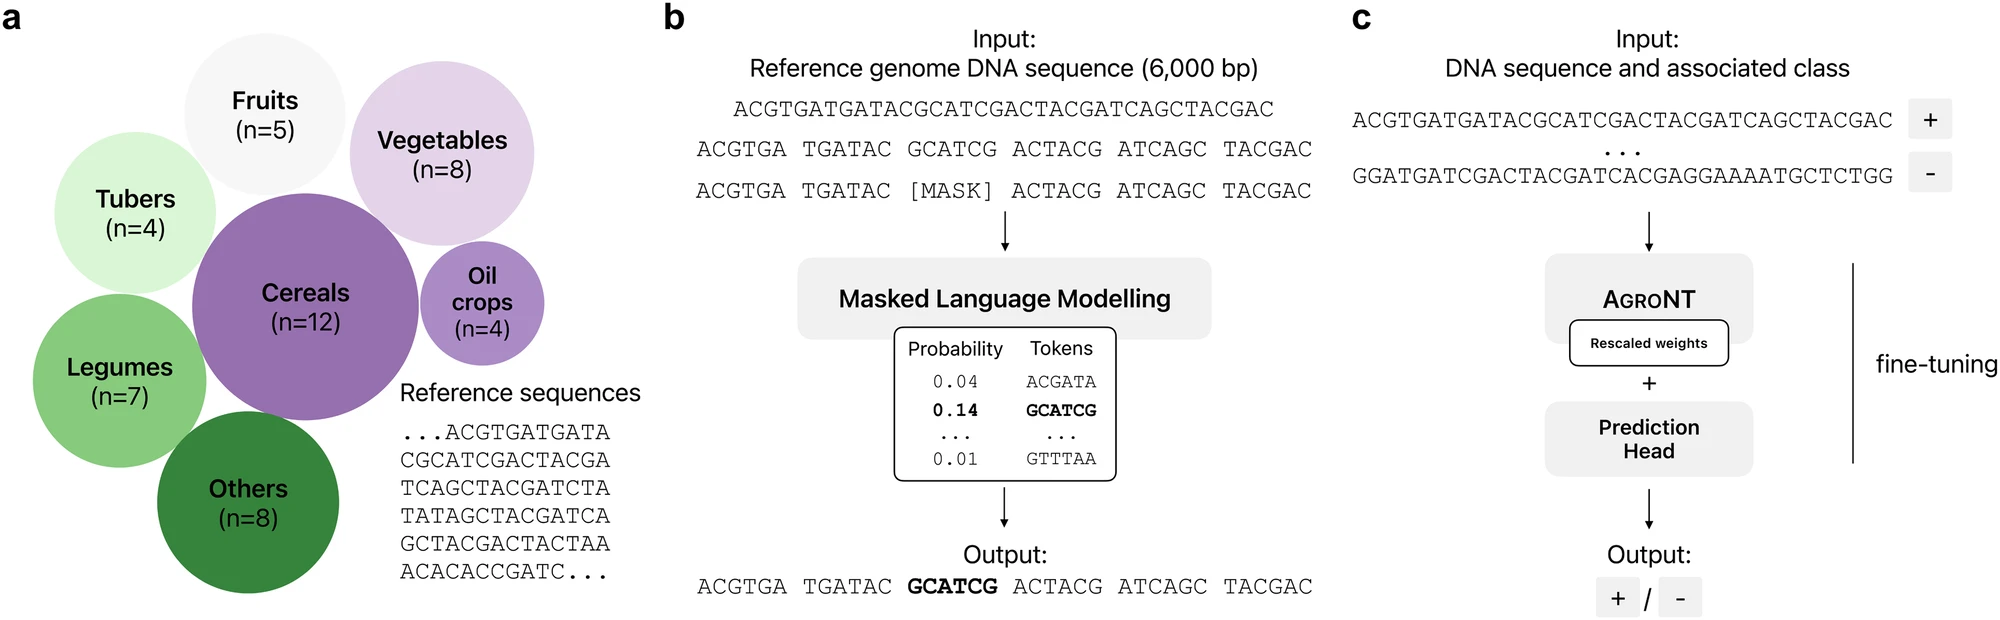 a
Fruits
(n=5)
Vegetables
(n=8)
Tubers
(n=4)
Cereals
(n=12)
Oil
crops
(n=4)
Legumes
(n=7)
Others
(n=8)
Reference sequences
...ACGTGATGATA
CGCATCGACTACGA
TCAGCTACGATCTA
TATAGCTACGATCA
GCTACGACTACTAA
ACACACCGATC...
b
Input:
Reference genome DNA sequence (6,000 bp)
ACGTGATGATACGCATCGACTACGATCAGCTACGAC
ACGTGA TGATAC GCATCG ACTACG ATCAGC TACGAC
ACGTGA TGATAC [MASK] ACTACG ATCAGC TACGAC
Masked Language Modelling
Probability Tokens
0.04 ACGATA
0.14 GCATCG
... ...
0.01 GTTTAA
Output:
ACGTGA TGATAC GCATCG ACTACG ATCAGC TACGAC
c
Input:
DNA sequence and associated class
ACGTGATGATACGCATCGACTACGATCAGCTACGAC +
...
GGATGATCGACTACGATCACGAGGAAAATGCTCTGG -
AGRONT
Rescaled weights
+
Prediction
Head
fine-tuning
Output:
+ / -